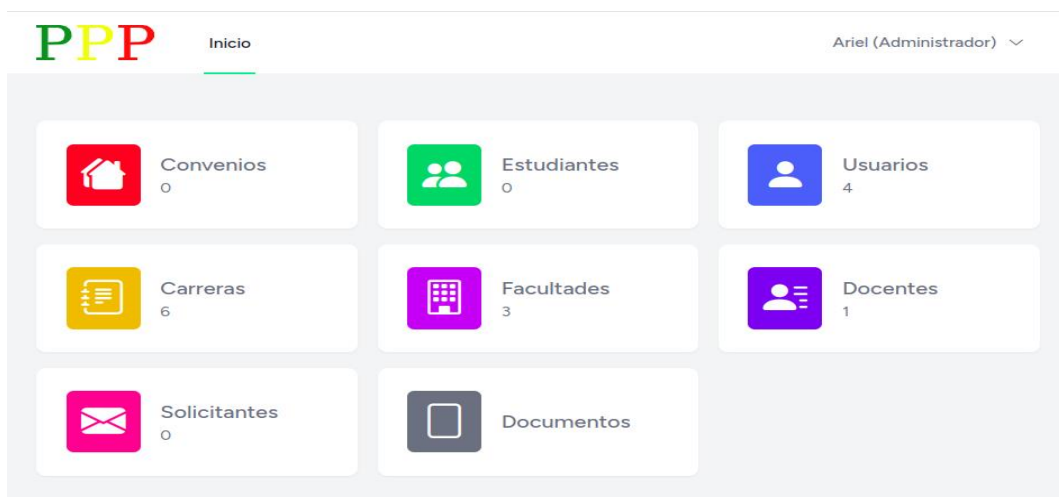 PPP Inicio Ariel (Administrador)
Convenios
0
Estudiantes
0
Usuarios
4
Carreras
6
Facultades
3
Docentes
1
Solicitantes
0
Documentos